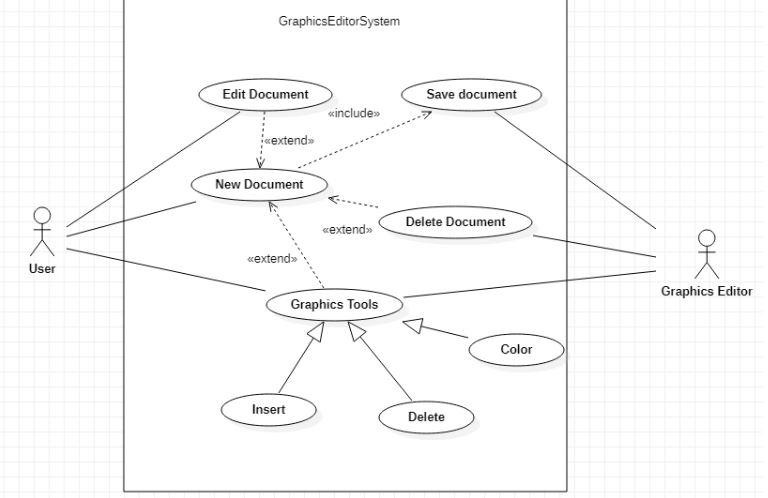 GraphicsEditorSystem
Edit Document
Save document
«include»
«extend»
New Document
Delete Document
«extend»
«extend»
User
Graphics Editor
Graphics Tools
Color
Insert
Delete